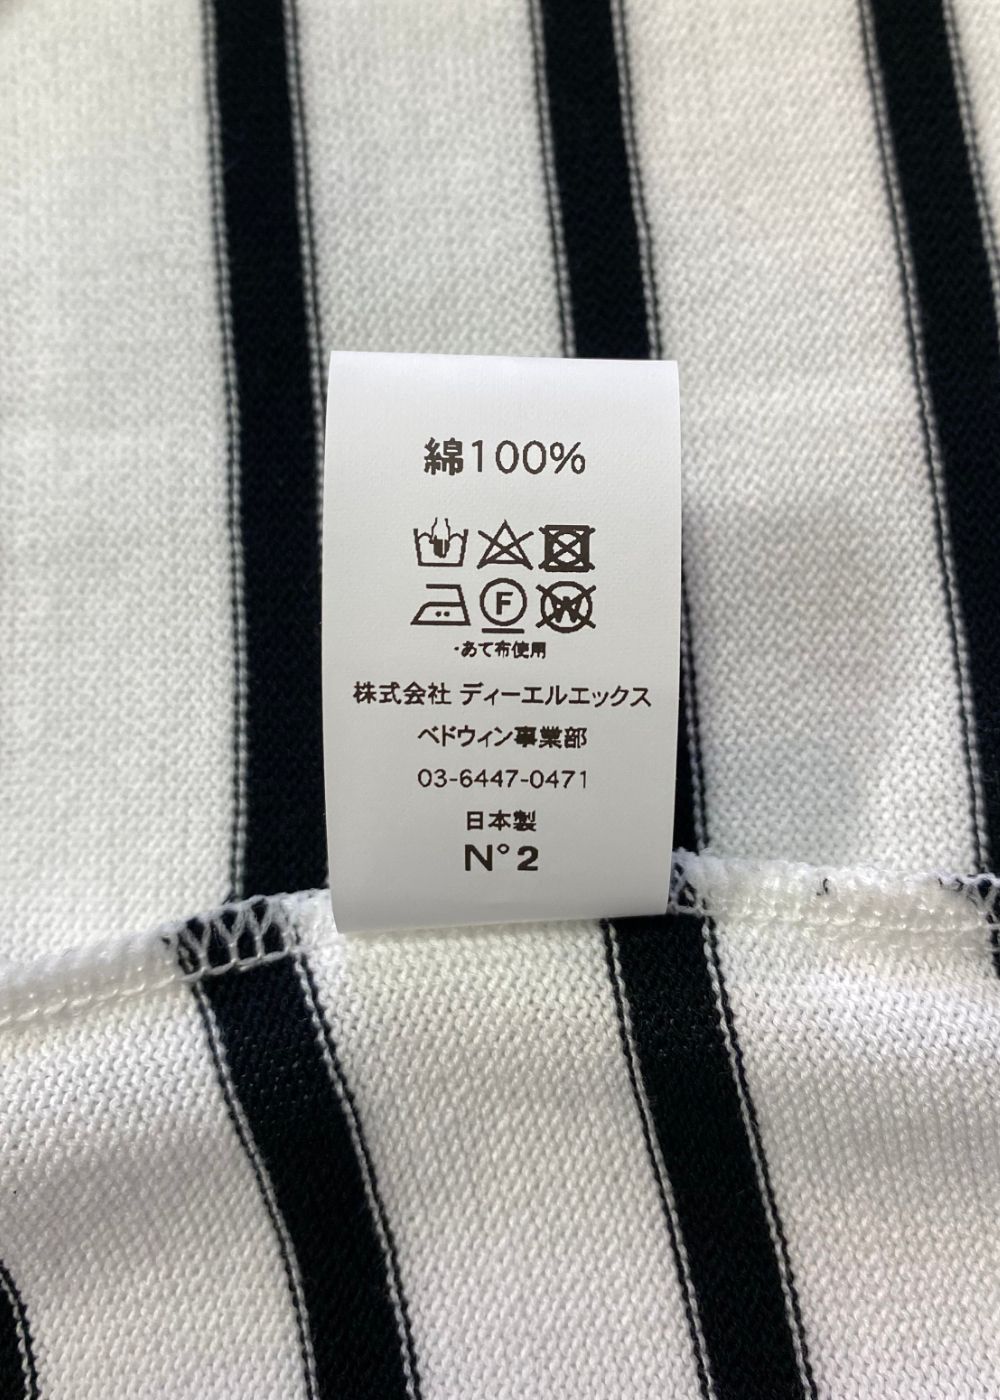 綿100%
F W
・あて布使用
株式会社 ディーエルエックス
ベドウィン事業部
03-6447-0471
日本製
N°2